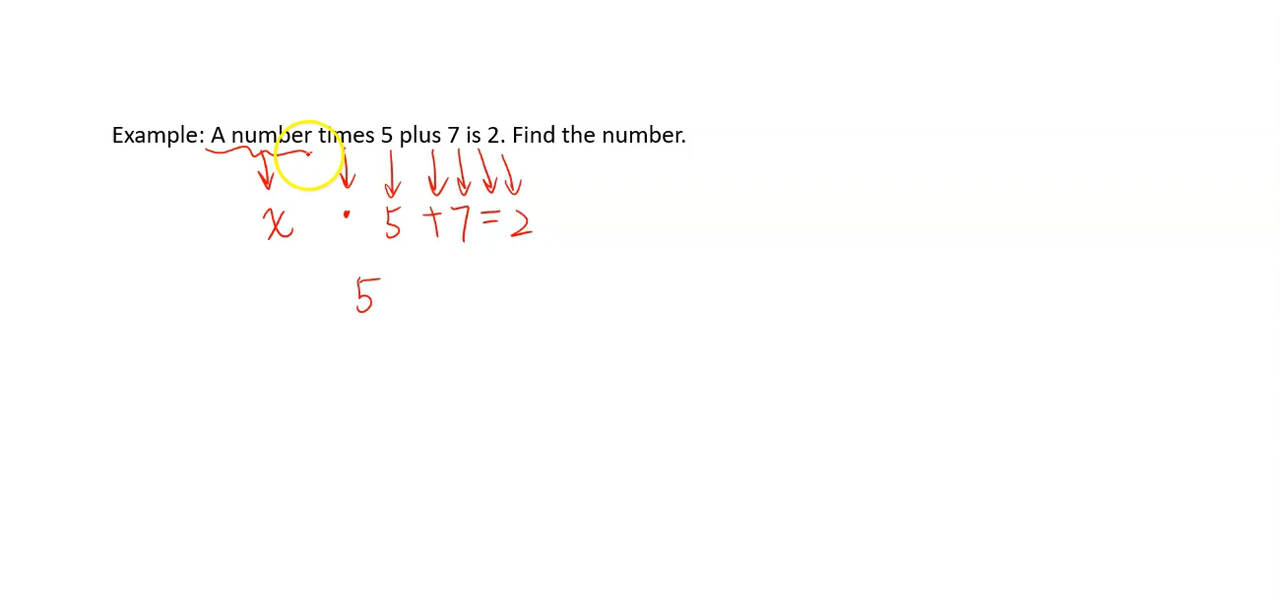 Example: A number times 5 plus 7 is 2. Find the number.
x · 5 + 7 = 2
5